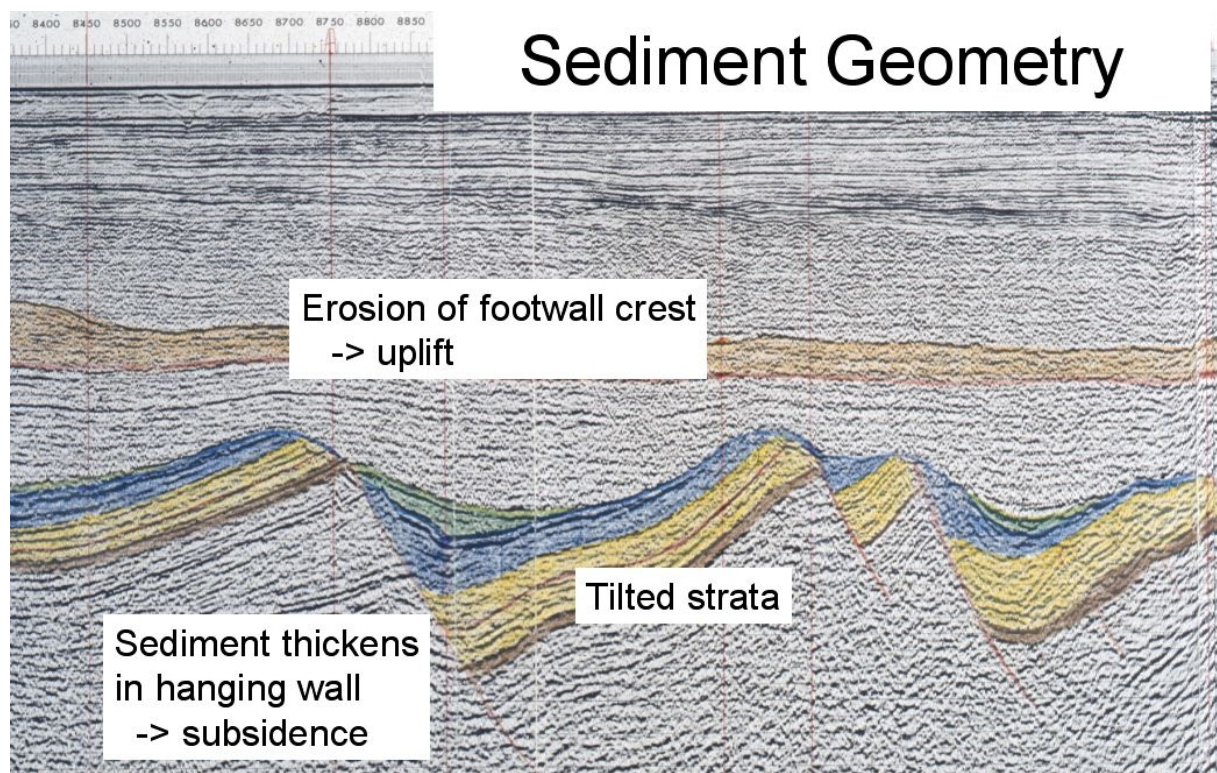 8400 8450 8500 8550 8600 8650 8700 8750 8800 8850
Sediment Geometry
Erosion of footwall crest
-> uplift
Tilted strata
Sediment thickens
in hanging wall
-> subsidence